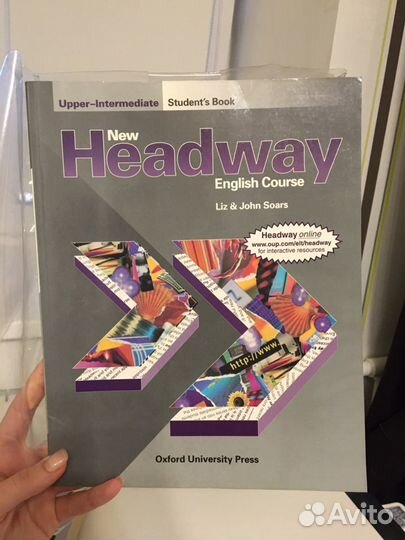 Upper–Intermediate Student's Book
New
Headway
English Course
Liz & John Soars
Headway online
www.oup.com/elt/headway
for interactive resources
http://www.
Oxford University Press
Avito